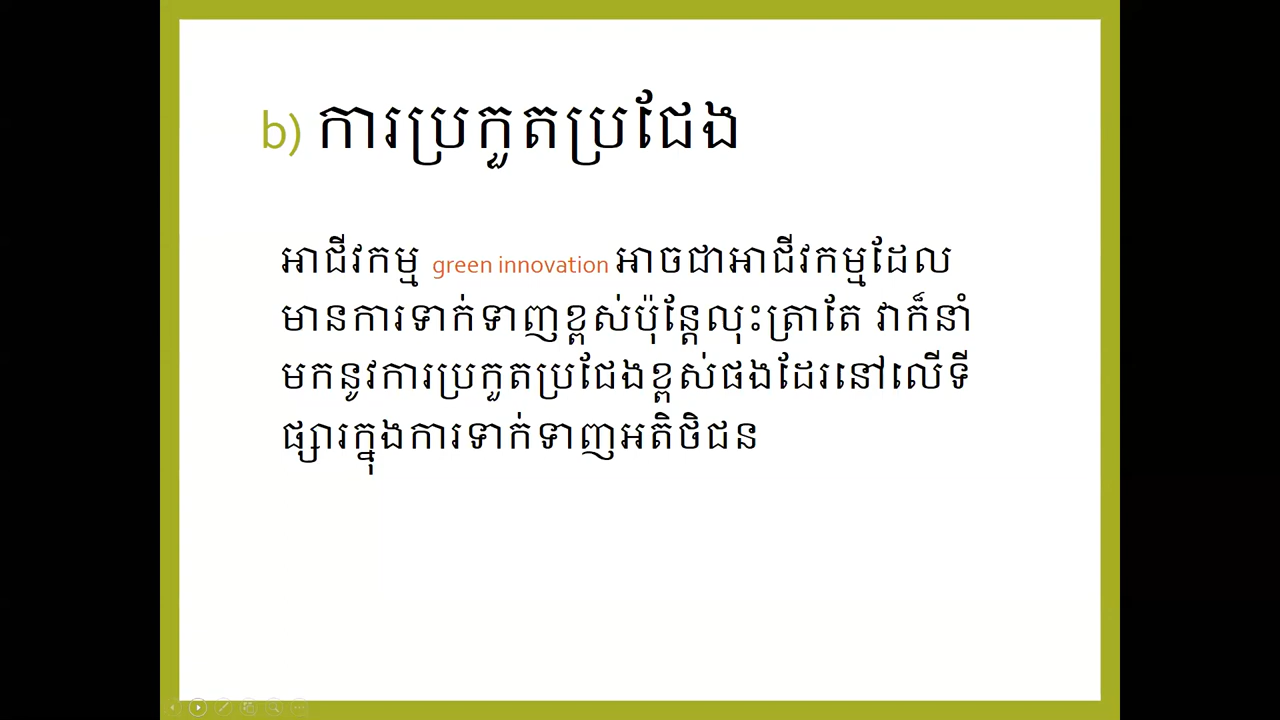 b) ការប្រកួតប្រជែង
អាជីវកម្ម green innovation អាចជាអាជីវកម្មដែល
មានការទាក់ទាញខ្ពស់ប៉ុន្តែលុះត្រាតែ វាក៏នាំ
មកនូវការប្រកួតប្រជែងខ្ពស់ផងដែរនៅលើទី
ផ្សារក្នុងការទាក់ទាញអតិថិជន